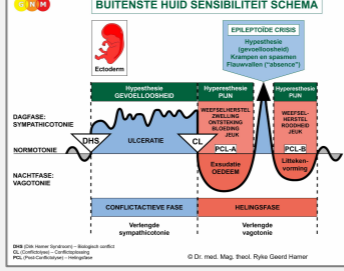 GNM
BUITENSTE HUID SENSIBILITEIT SCHEMA
EPILEPTOÏDE CRISIS
Hypesthesie
(gevoelloosheid)
Krampen en spasmen
Flauwvallen ("absence")
Ectoderm
Hypesthesie
GEVOELLOOSHEID
Hyperesthesie
PIJN
Hyperesthesie
PIJN
DAGFASE:
SYMPATHICOTONIE
NORMOTONIE
NACHTFASE:
VAGOTONIE
DHS
ULCERATIE
CL
WEEFSELHERSTEL
ZWELLING
ONTSTEKING
BLOEDING
JEUK
PCL-A
Exsudatie
OEDEEM
WEEFSEL-
HERSTEL
ROODHEID
JEUK
PCL-B
Litteken-
vorming
CONFLICTACTIEVE FASE
HELINGSFASE
Verlengde
sympathicotonie
Verlengde
vagotonie
DHS (Dirk Hamer Syndroom) – Biologisch conflict
CL (Conflictolyse) – Conflictoplossing
PCL (Post-Conflictolyse) – Helingsfase
© Dr. med. Mag. theol. Ryke Geerd Hamer